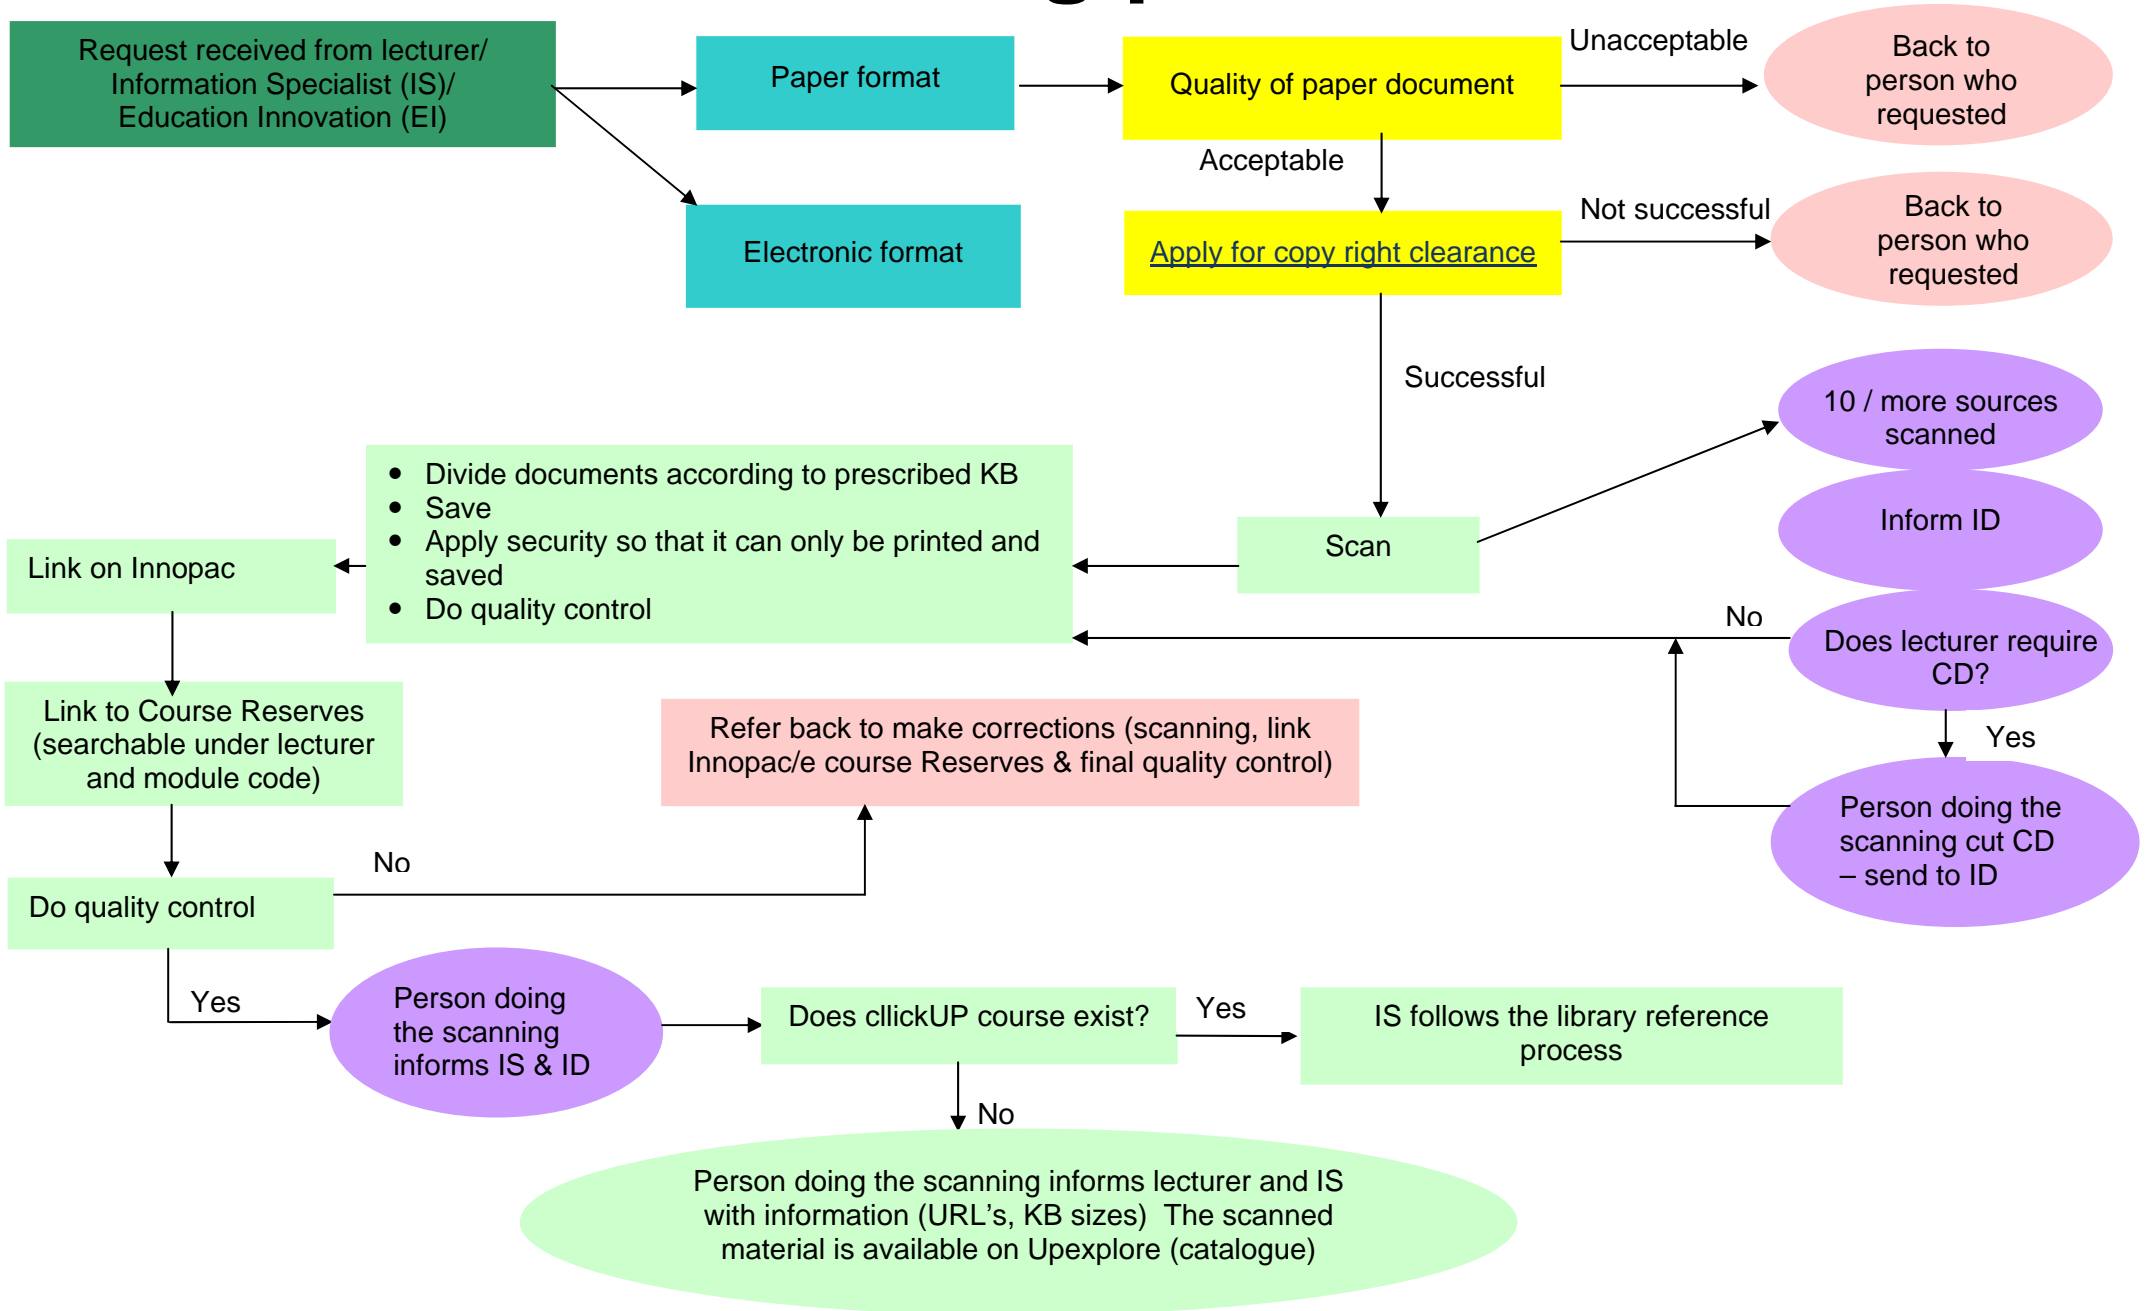 Request received from lecturer/
Information Specialist (IS)/
Education Innovation (EI)
Paper format
Quality of paper document
Unacceptable
Back to
person who
requested
Acceptable
Electronic format
Apply for copy right clearance
Not successful
Back to
person who
requested
Successful
10 / more sources
scanned
Inform ID
Scan
• Divide documents according to prescribed KB
• Save
• Apply security so that it can only be printed and
saved
• Do quality control
Link on Innopac
No
Does lecturer require
CD?
Yes
Person doing the
scanning cut CD
– send to ID
Link to Course Reserves
(searchable under lecturer
and module code)
Refer back to make corrections (scanning, link
Innopac/e course Reserves & final quality control)
No
Do quality control
Yes
Person doing
the scanning
informs IS & ID
Does cllickUP course exist?
Yes
IS follows the library reference
process
No
Person doing the scanning informs lecturer and IS
with information (URL's, KB sizes)  The scanned
material is available on Upexplore (catalogue)